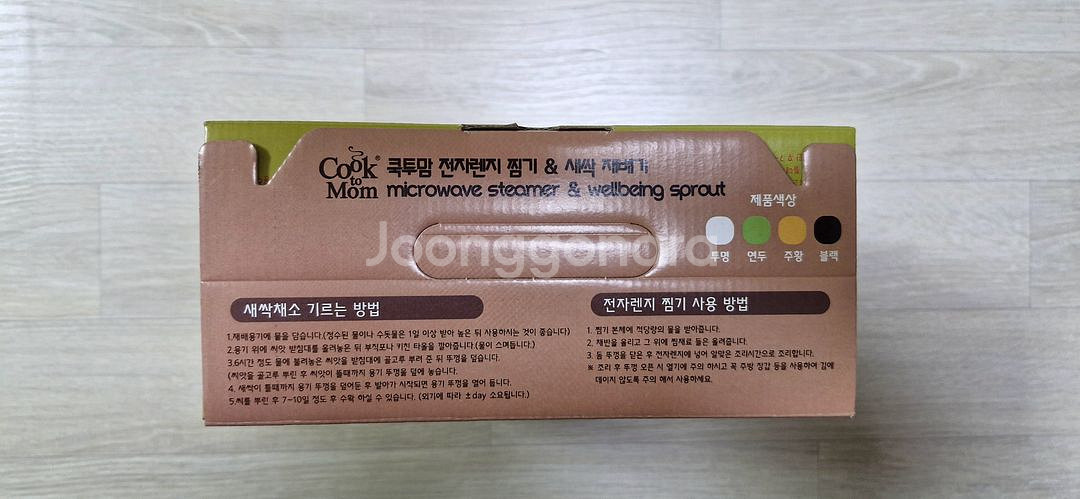 Cook to Mom
쿡투맘 전자렌지 찜기 & 새싹 재배기
microwave steamer & wellbeing sprout
제품색상
투명 연두 주황 블랙
Joonggonara
새싹채소 기르는 방법
1.재배용기에 물을 담습니다.(정수된 물이나 수돗물은 1일 이상 받아 놓은 뒤 사용하시는 것이 좋습니다)
2.용기 위에 씨앗 받침대를 올려놓은 뒤 부직포나 키친 타올을 깔아줍니다.(물이 스며듭니다.)
3.6시간 정도 물에 불려놓은 씨앗을 받침대에 골고루 뿌려 준 뒤 뚜껑을 덮습니다.
(씨앗을 골고루 뿌린 후 씨앗이 틀때까지 용기 뚜껑을 덮에 놓습니다.
4. 새싹이 틀때까지 용기 뚜껑을 덮어둔 후 발아가 시작되면 용기 뚜껑을 열어 둡니다.
5.씨를 뿌린 후 7~10일 정도 후 수확 하실 수 있습니다. (외기에 따라 ±day 소요됩니다.)
전자렌지 찜기 사용 방법
1. 찜기 본체에 적당량의 물을 받아줍니다.
2. 채반을 올리고 그 위에 찜재료 들은 올려줍니다.
3. 돔 뚜껑을 닫은 후 전자렌지에 넣어 알맞은 조리시간으로 조리합니다.
※ 조리 후 뚜껑 오픈 시 열기에 주의 하시고 꼭 주방 장갑 등을 사용하여 김에
데이지 않도록 주의 해서 사용하세요.